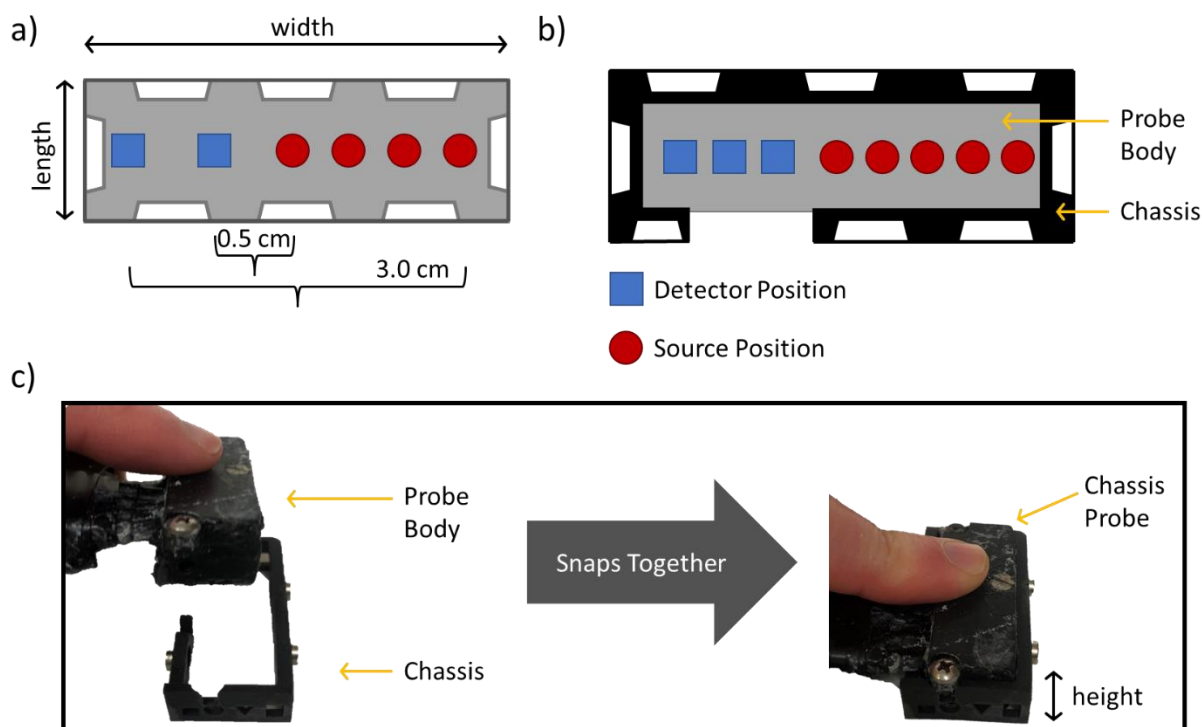 a)
width
length
0.5 cm
3.0 cm
b)
Probe
Body
Chassis
Detector Position
Source Position
c)
Probe
Body
Chassis
Snaps Together
Chassis
Probe
height